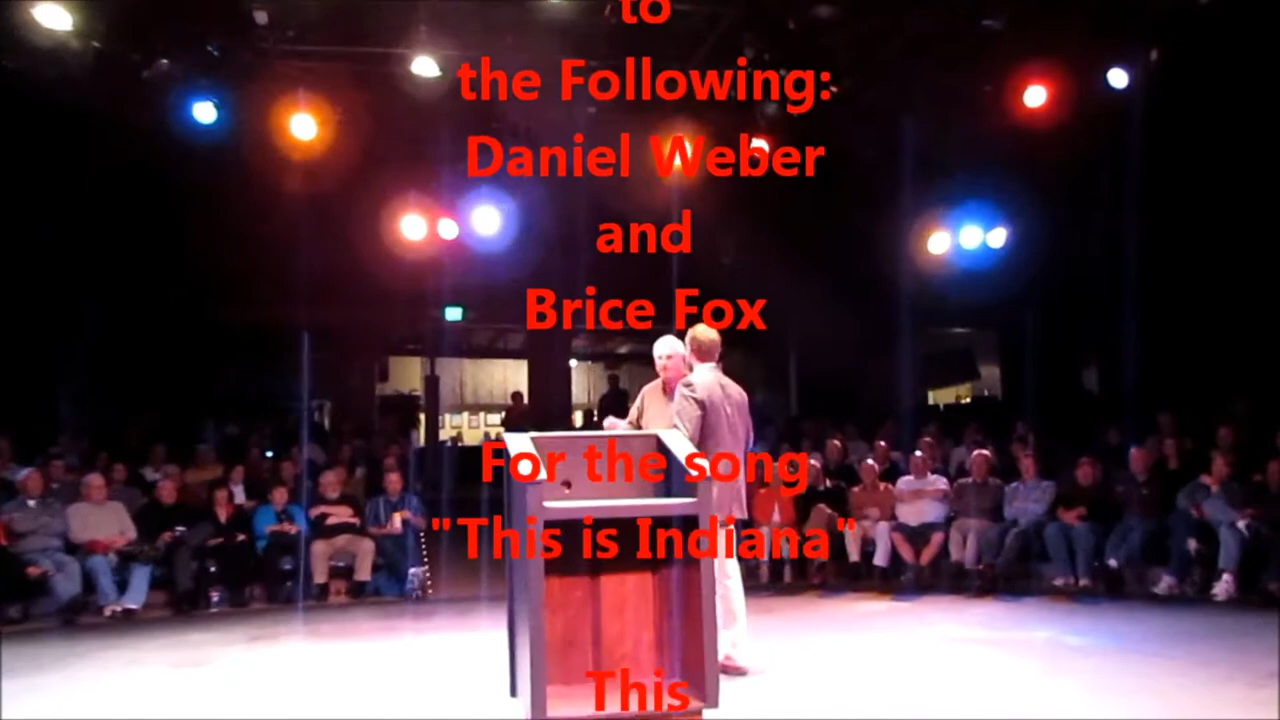 to
the Following:
Daniel Weber
and
Brice Fox
For the song
"This is Indiana"
This